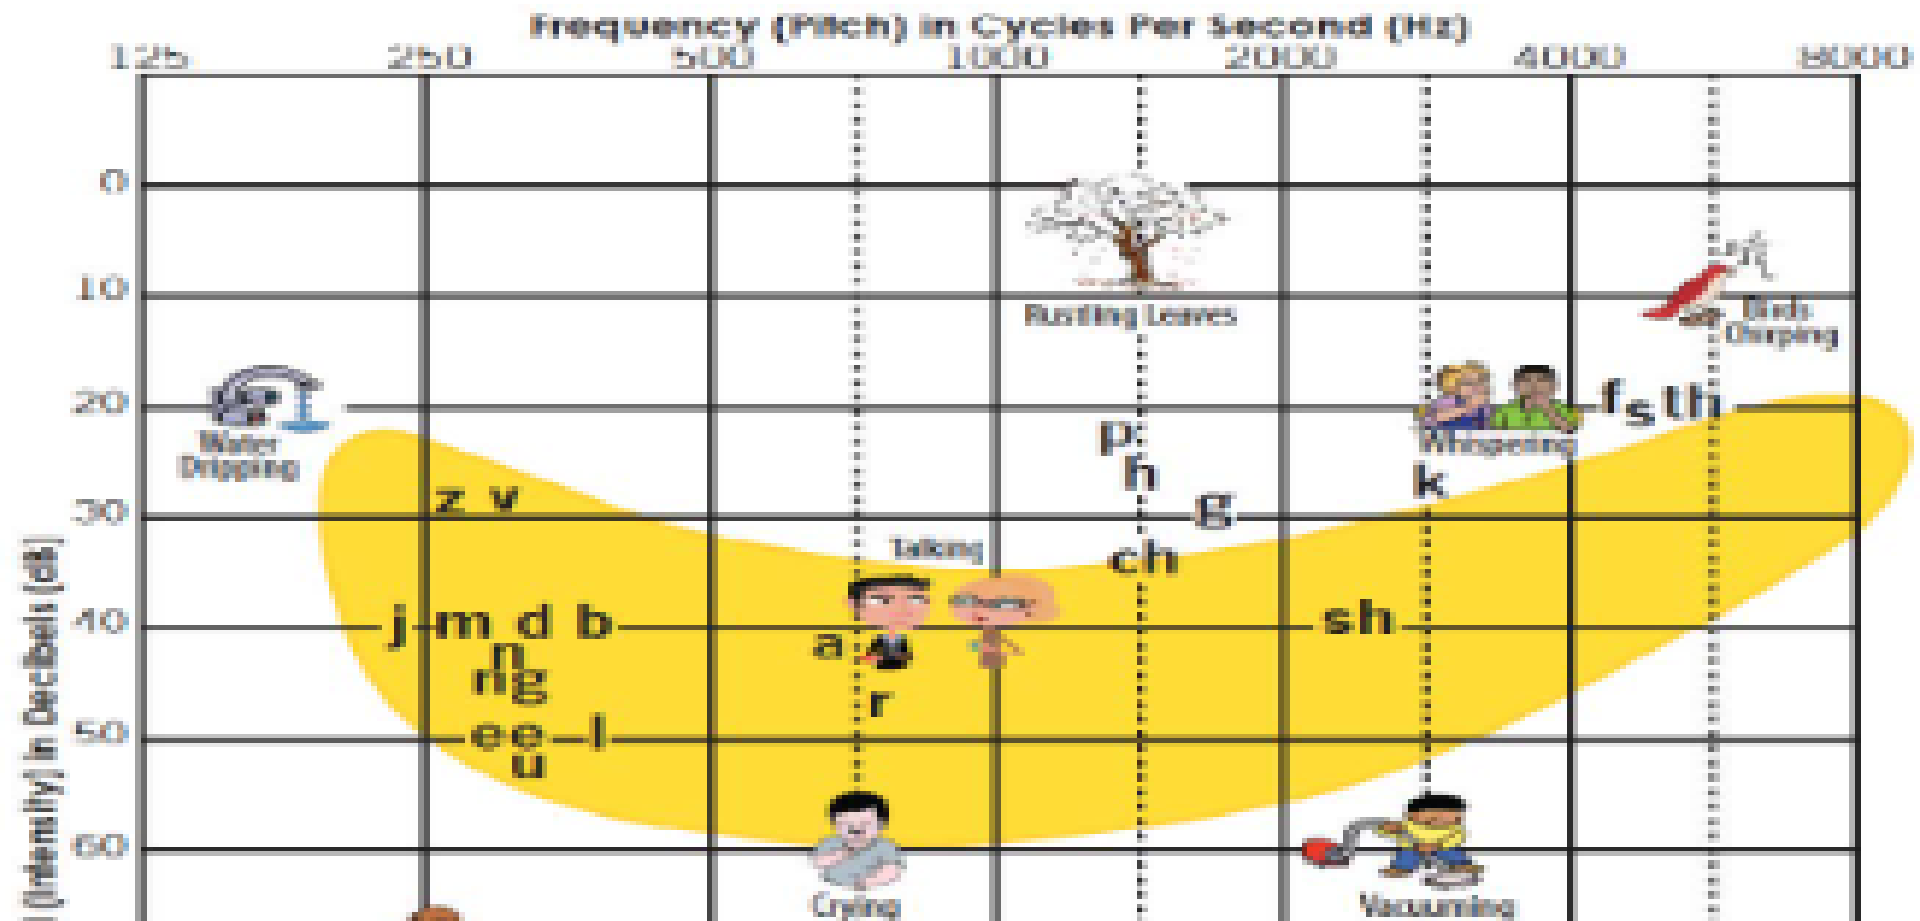 Frequency (Pitch) in Cycles Per Second (Hz)
125 250 500 1000 2000 4000 8000
0
10
Rustling Leaves
Birds
Chirping
20
f s th
Water
Dripping
p
Whispering
h
k
z v
g
30
Talking
ch
40
j m d b
sh
a
n
ng
r
50
ee l
u
60
Crying
Vacuuming
(Intensity) in Decibels (dB)